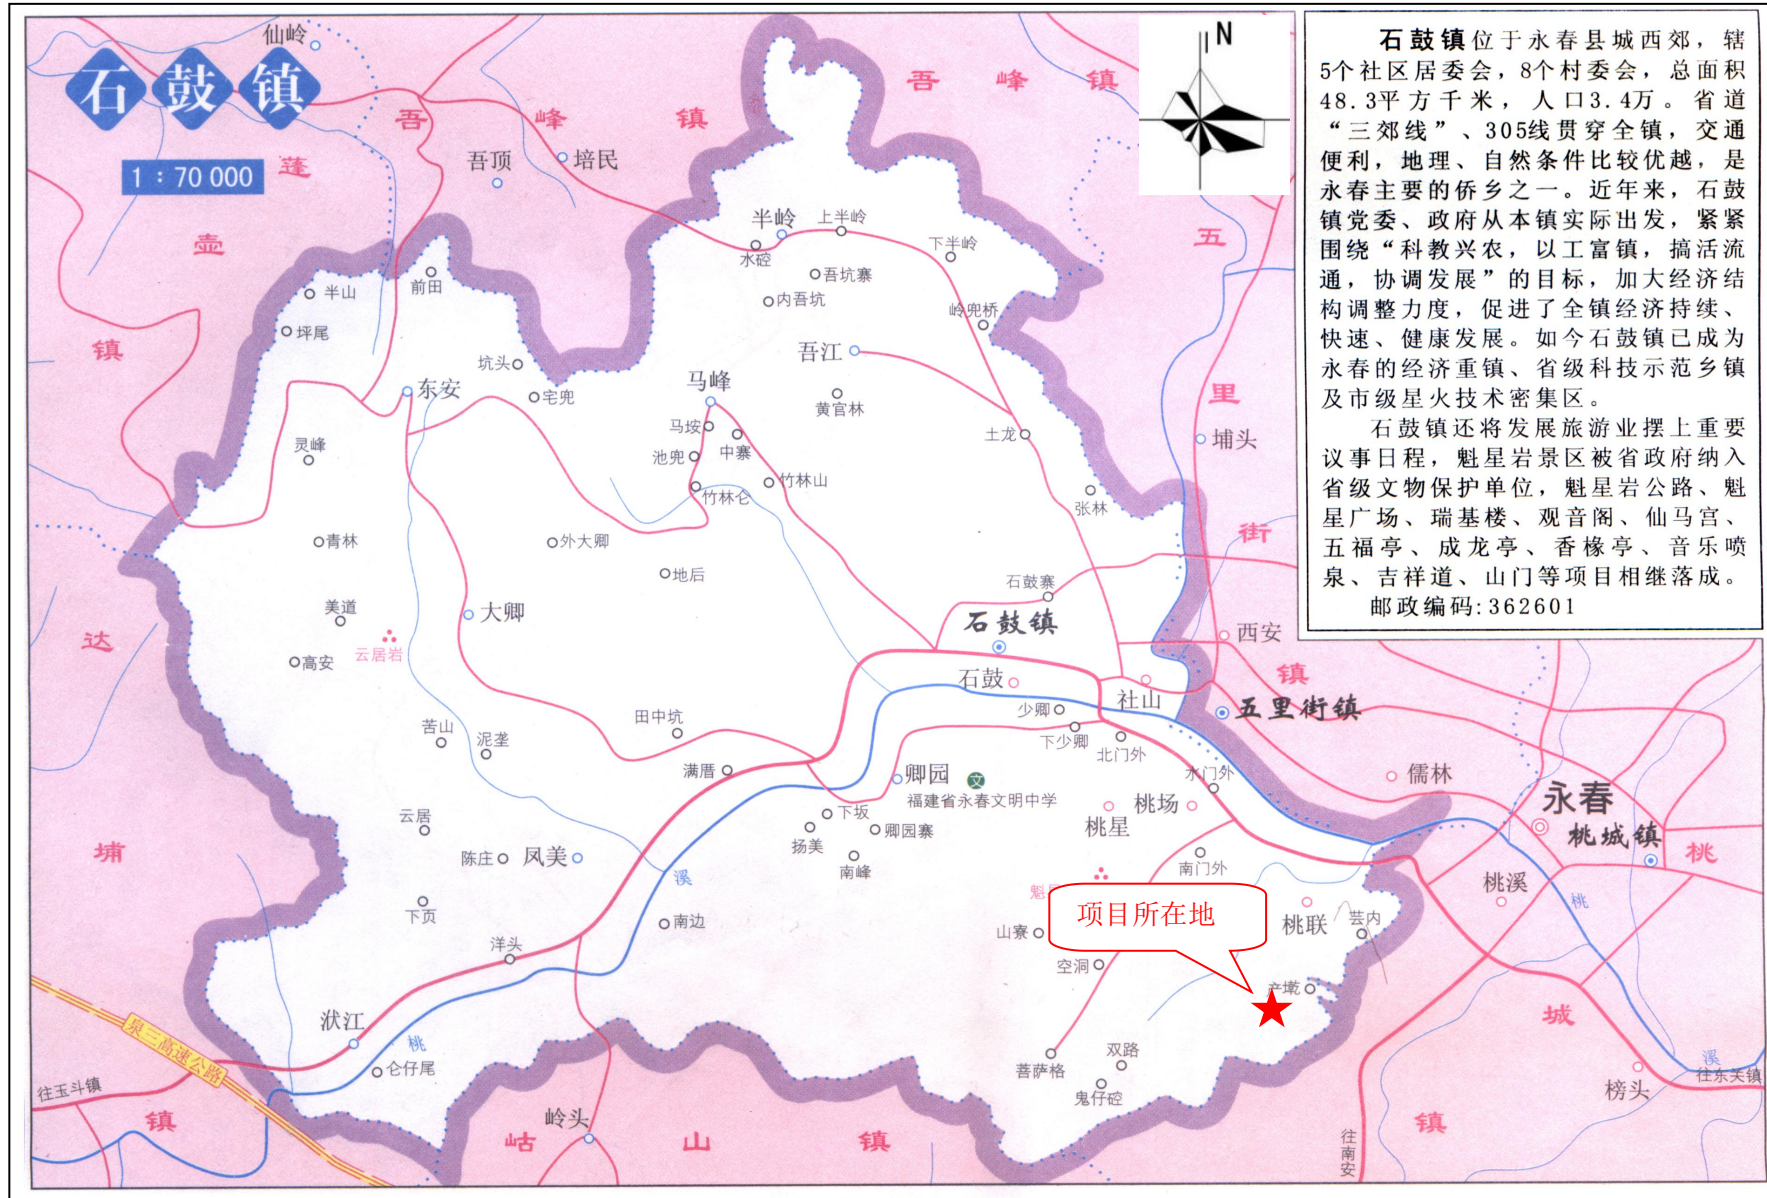 石鼓镇
1：70 000
N
石鼓镇位于永春县城西郊，辖
5个社区居委会，8个村委会，总面积
48.3平方千米，人口3.4万。省道
“三郊线”、305线贯穿全镇，交通
便利，地理、自然条件比较优越，是
永春主要的侨乡之一。近年来，石鼓
镇党委、政府从本镇实际出发，紧紧
围绕“科教兴农，以工富镇，搞活流
通，协调发展”的目标，加大经济结
构调整力度，促进了全镇经济持续、
快速、健康发展。如今石鼓镇已成为
永春的经济重镇、省级科技示范乡镇
及市级星火技术密集区。
石鼓镇还将发展旅游业摆上重要
议事日程，魁星岩景区被省政府纳入
省级文物保护单位，魁星岩公路、魁
星广场、瑞基楼、观音阁、仙马宫、
五福亭、成龙亭、香橼亭、音乐喷
泉、吉祥道、山门等项目相继落成。
邮政编码:362601
仙岭
吾峰镇
吾峰镇
蓬壶镇
吾顶
培民
半岭
上半岭
下半岭
水硿
吾坑寨
内吾坑
岭兜桥
五里街镇
半山
前田
坪尾
吾江
坑头
东安
宅兜
马峰
黄官林
马垵
中寨
土龙
埔头
灵峰
池兜
竹林仑
竹林山
张林
青林
外大卿
地后
石鼓寨
美道
大卿
石鼓镇
西安
达埔镇
云居岩
高安
石鼓
社山
五里街镇
田中坑
少卿
下少卿
北门外
苦山
泥垄
满厝
卿园
文
水门外
儒林
福建省永春文明中学
永春
桃城镇
云居
下坂
扬美
卿园寨
桃星
桃场
陈庄
凤美
南峰
南门外
桃溪
溪
魁
项目所在地
桃联
芸内
桃
下页
南边
山寮
洋头
空洞
产墘
洑江
桃
泉三高速公路
仑仔尾
菩萨格
双路
鬼仔硿
溪
往东关镇
榜头
往玉斗镇
岭头
岵山镇
往南安
桃城镇